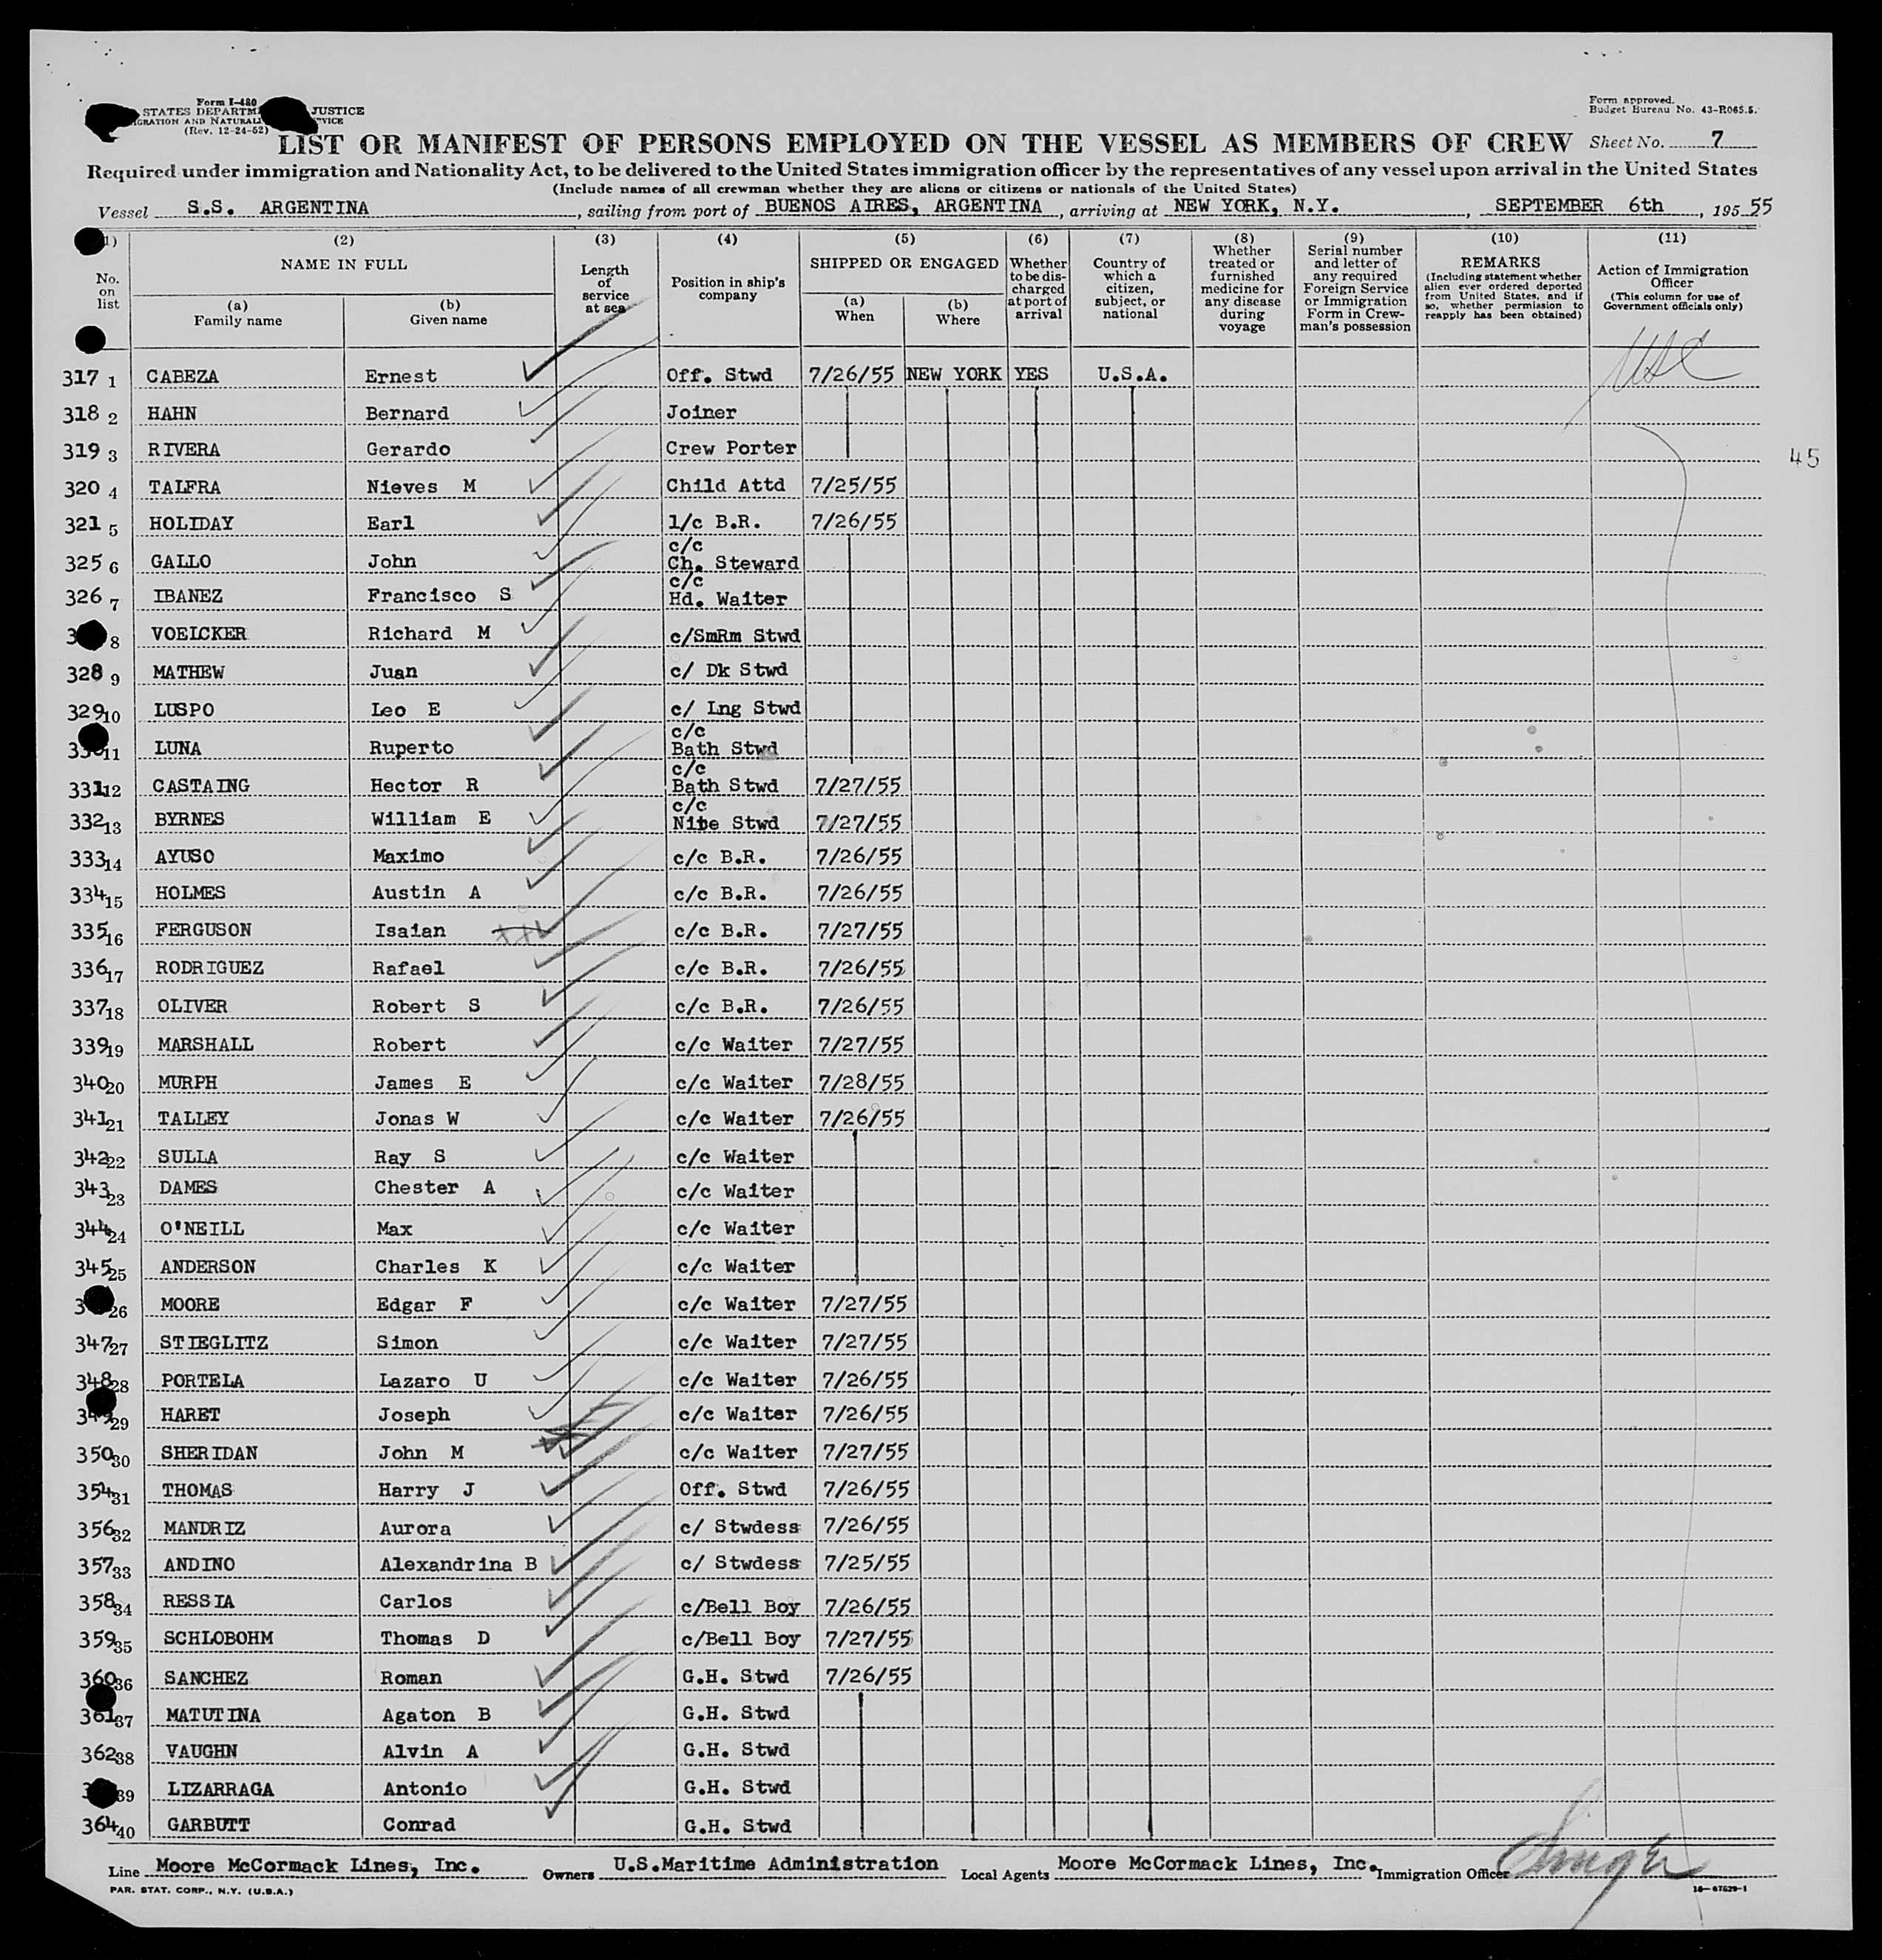 Form I-480
STATES DEPARTM JUSTICE
GRATION AND NATURALI VICE
(Rev. 12-24-52)
Form approved.
Budget Bureau No. 43-R065.5.
LIST OR MANIFEST OF PERSONS EMPLOYED ON THE VESSEL AS MEMBERS OF CREW Sheet No. 7
Required under immigration and Nationality Act, to be delivered to the United States immigration officer by the representatives of any vessel upon arrival in the United States
(Include names of all crewman whether they are aliens or citizens or nationals of the United States)
Vessel S.S. ARGENTINA, sailing from port of BUENOS AIRES, ARGENTINA, arriving at NEW YORK, N.Y., SEPTEMBER 6th, 195 55
(1) No. on list
(2) NAME IN FULL
(a) Family name
(b) Given name
(3) Length of service at sea
(4) Position in ship's company
(5) SHIPPED OR ENGAGED
(a) When
(b) Where
(6) Whether to be discharged at port of arrival
(7) Country of which a citizen, subject, or national
(8) Whether treated or furnished medicine for any disease during voyage
(9) Serial number and letter of any required Foreign Service or Immigration Form in Crewman's possession
(10) REMARKS (Including statement whether alien ever ordered deported from United States, and if so, whether permission to reapply has been obtained)
(11) Action of Immigration Officer (This column for use of Government officials only)
317 1 CABEZA Ernest Off. Stwd 7/26/55 NEW YORK YES U.S.A. USC
318 2 HAHN Bernard Joiner
319 3 RIVERA Gerardo Crew Porter
45
320 4 TALFRA Nieves M Child Attd 7/25/55
321 5 HOLIDAY Earl 1/c B.R. 7/26/55
325 6 GALLO John c/c Ch. Steward
326 7 IBANEZ Francisco S c/c Hd. Waiter
8 VOEICKER Richard M c/SmRm Stwd
328 9 MATHEW Juan c/ Dk Stwd
329 10 LUSPO Leo E c/ Lng Stwd
11 LUNA Ruperto c/c Bath Stwd
331 12 CASTAING Hector R c/c Bath Stwd 7/27/55
332 13 BYRNES William E c/c Nite Stwd 7/27/55
333 14 AYUSO Maximo c/c B.R. 7/26/55
334 15 HOLMES Austin A c/c B.R. 7/26/55
335 16 FERGUSON Isaian c/c B.R. 7/27/55
336 17 RODRIGUEZ Rafael c/c B.R. 7/26/55
337 18 OLIVER Robert S c/c B.R. 7/26/55
339 19 MARSHALL Robert c/c Waiter 7/27/55
340 20 MURPH James E c/c Waiter 7/28/55
341 21 TALLEY Jonas W c/c Waiter 7/26/55
342 22 SULLA Ray S c/c Waiter
343 23 DAMES Chester A c/c Waiter
344 24 O'NEILL Max c/c Waiter
345 25 ANDERSON Charles K c/c Waiter
26 MOORE Edgar F c/c Waiter 7/27/55
347 27 STIEGLITZ Simon c/c Waiter 7/27/55
348 28 PORTELA Lazaro U c/c Waiter 7/26/55
349 29 HARET Joseph c/c Waiter 7/26/55
350 30 SHERIDAN John M c/c Waiter 7/27/55
354 31 THOMAS Harry J Off. Stwd 7/26/55
356 32 MANDRIZ Aurora c/ Stwdess 7/26/55
357 33 ANDINO Alexandrina B c/ Stwdess 7/25/55
358 34 RESSIA Carlos c/Bell Boy 7/26/55
359 35 SCHLOBOHM Thomas D c/Bell Boy 7/27/55
360 36 SANCHEZ Roman G.H. Stwd 7/26/55
361 37 MATUTINA Agaton B G.H. Stwd
362 38 VAUGHN Alvin A G.H. Stwd
39 LIZARRAGA Antonio G.H. Stwd
364 40 GARBUTT Conrad G.H. Stwd
Line Moore McCormack Lines, Inc. Owners U.S.Maritime Administration Local Agents Moore McCormack Lines, Inc. Immigration Officer Singer
PAR. STAT. CORP., N.Y. (U.S.A.)
16—67529-1